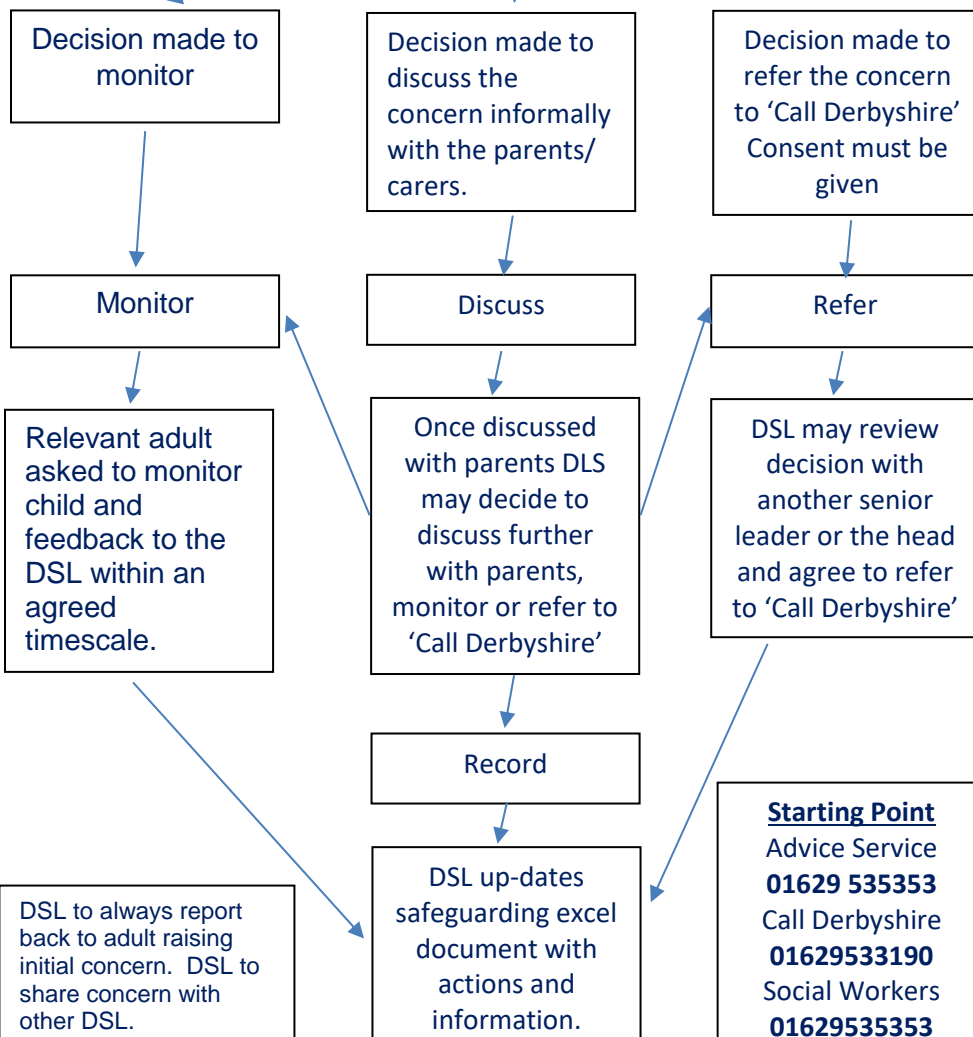 Decision made to
monitor
Decision made to
discuss the
concern informally
with the parents/
carers.
Decision made to
refer the concern
to ‘Call Derbyshire’
Consent must be
given
Monitor
Discuss
Refer
Relevant adult
asked to monitor
child and
feedback to the
DSL within an
agreed
timescale.
Once discussed
with parents DLS
may decide to
discuss further
with parents,
monitor or refer to
‘Call Derbyshire’
DSL may review
decision with
another senior
leader or the head
and agree to refer
to ‘Call Derbyshire’
Record
DSL to always report
back to adult raising
initial concern. DSL to
share concern with
other DSL.
DSL up-dates
safeguarding excel
document with
actions and
information.
Starting Point
Advice Service
01629 535353
Call Derbyshire
01629533190
Social Workers
01629535353